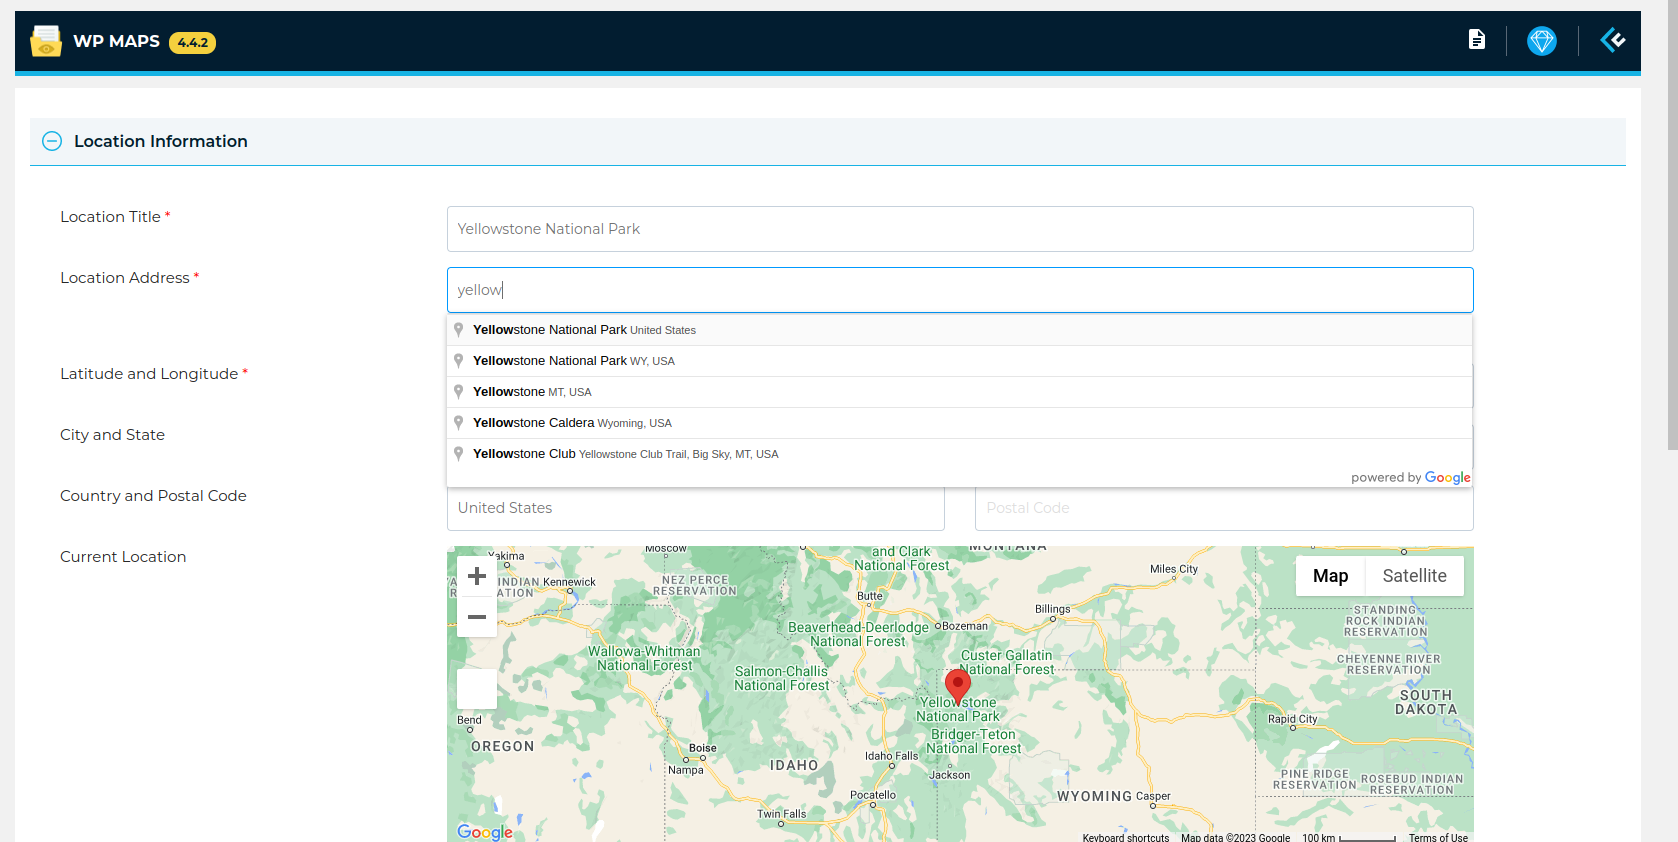 WP MAPS 4.4.2
Location Information
Location Title *
Yellowstone National Park
Location Address *
yellow
Yellowstone National Park United States
Yellowstone National Park WY, USA
Yellowstone MT, USA
Yellowstone Caldera Wyoming, USA
Yellowstone Club Yellowstone Club Trail, Big Sky, MT, USA
powered by Google
Latitude and Longitude *
City and State
Country and Postal Code
United States
Postal Code
Current Location
Map
Satellite
Yakima
INDIAN
RESERVATION
Kennewick
Moscow
NEZ PERCE
RESERVATION
and Clark
National Forest
MONTANA
Miles City
Butte
Billings
Beaverhead-Deerlodge
National Forest
Bozeman
STANDING
ROCK INDIAN
RESERVATION
Wallowa-Whitman
National Forest
Salmon-Challis
National Forest
Custer Gallatin
National Forest
CHEYENNE RIVER
RESERVATION
Yellowstone
National Park
SOUTH
DAKOTA
Bend
OREGON
Bridger-Teton
National Forest
Rapid City
Boise
Nampa
IDAHO
Idaho Falls
Jackson
PINE RIDGE
RESERVATION
ROSEBUD INDIAN
RESERVATION
Pocatello
WYOMING
Casper
Twin Falls
Google
Keyboard shortcuts
Map data ©2023 Google
100 km
Terms of Use